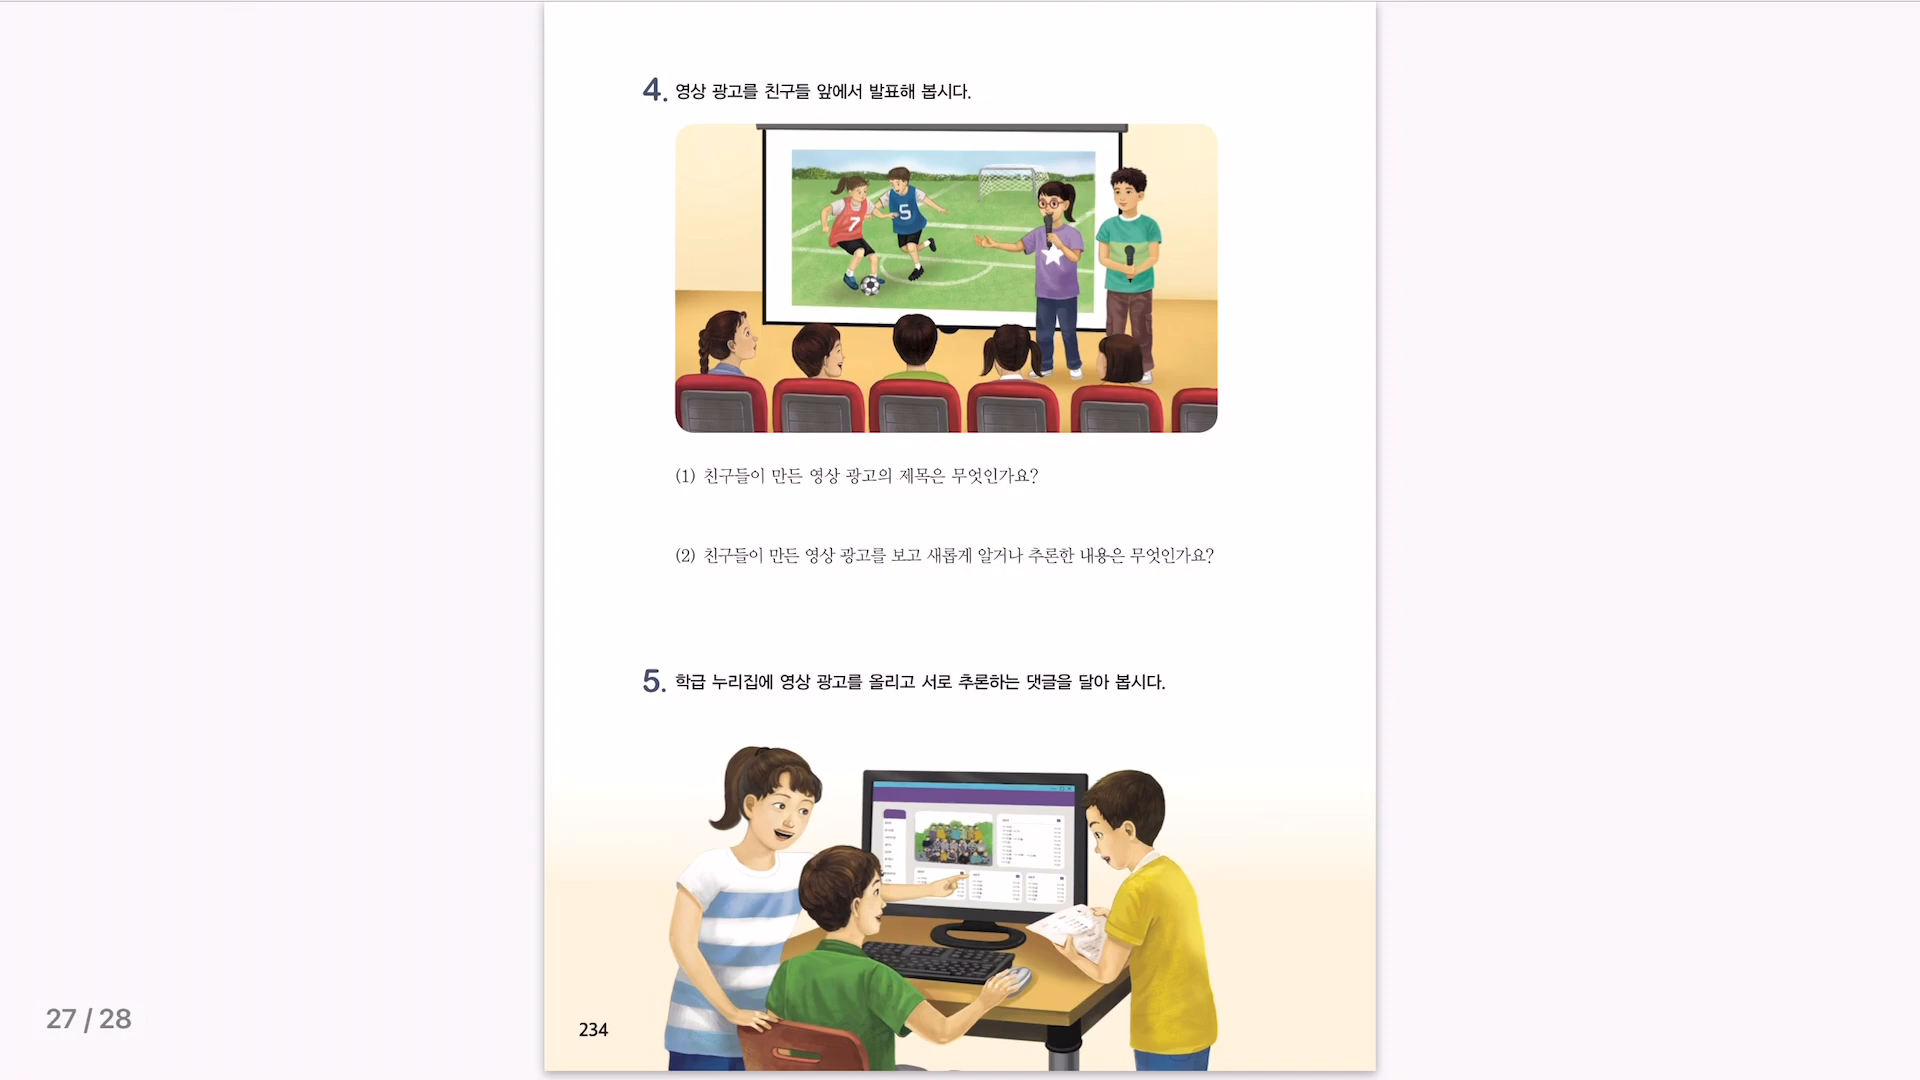 4. 영상 광고를 친구들 앞에서 발표해 봅시다.
7
5
(1) 친구들이 만든 영상 광고의 제목은 무엇인가요?
(2) 친구들이 만든 영상 광고를 보고 새롭게 알거나 추론한 내용은 무엇인가요?
5. 학급 누리집에 영상 광고를 올리고 서로 추론하는 댓글을 달아 봅시다.
27 / 28
234